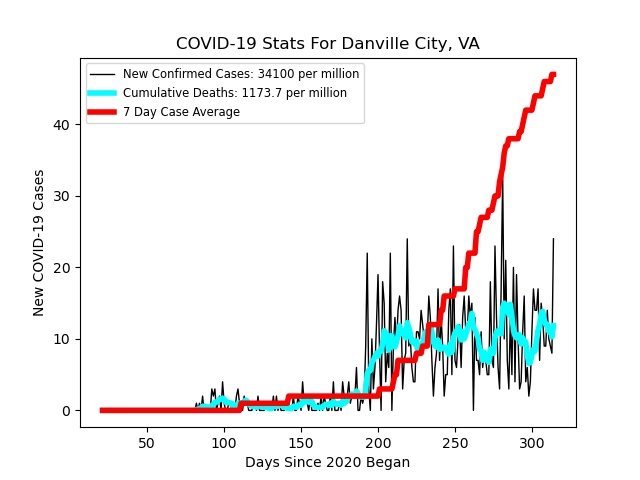 COVID-19 Stats For Danville City, VA
New Confirmed Cases: 34100 per million
Cumulative Deaths: 1173.7 per million
7 Day Case Average
New COVID-19 Cases
40
30
20
10
0
50 100 150 200 250 300
Days Since 2020 Began